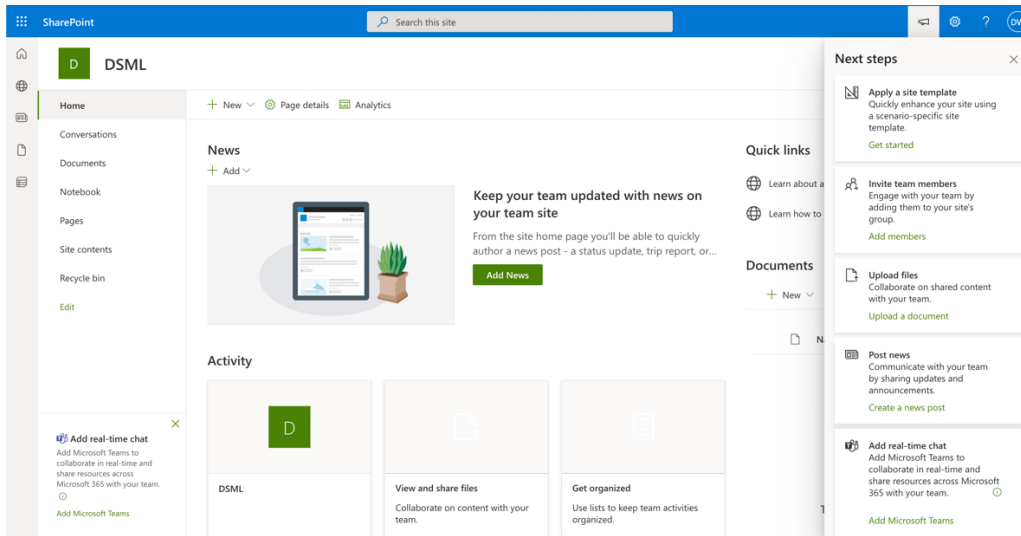 SharePoint
Search this site
DW
D
DSML
Home
Conversations
Documents
Notebook
Pages
Site contents
Recycle bin
Edit
Add real-time chat
Add Microsoft Teams to
collaborate in real-time and
share resources across
Microsoft 365 with your team.
Add Microsoft Teams
New
Page details
Analytics
News
Add
Keep your team updated with news on
your team site
From the site home page you'll be able to quickly
author a news post - a status update, trip report, or...
Add News
Activity
D
DSML
View and share files
Collaborate on content with your
team.
Get organized
Use lists to keep team activities
organized.
Quick links
Learn about a
Learn how to
Documents
New
Next steps
Apply a site template
Quickly enhance your site using
a scenario-specific site
template.
Get started
Invite team members
Engage with your team by
adding them to your site's
group.
Add members
Upload files
Collaborate on shared content
with your team.
Upload a document
Post news
Communicate with your team
by sharing updates and
announcements.
Create a news post
Add real-time chat
Add Microsoft Teams to
collaborate in real-time and
share resources across Microsoft
365 with your team.
Add Microsoft Teams